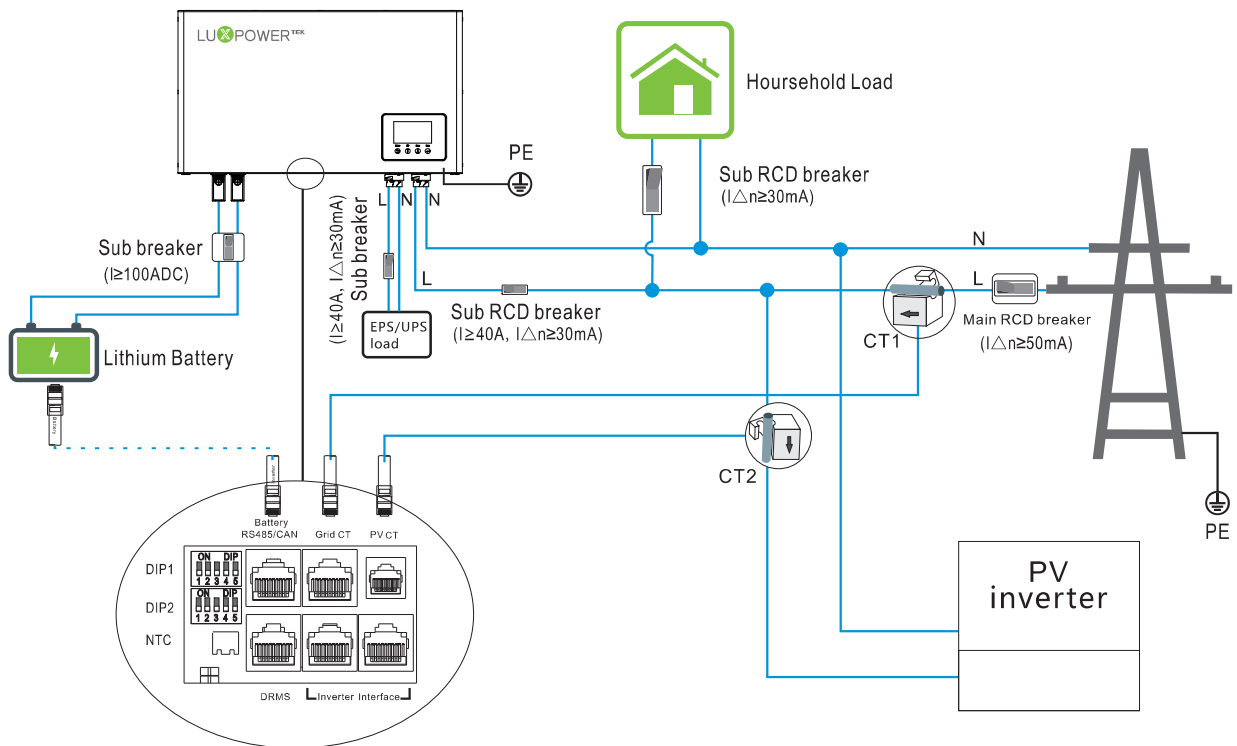 LUXPOWERTEK
Hoursehold Load
PE
L N N
Sub RCD breaker
(I△n≥30mA)
Sub breaker
(I≥100ADC)
Sub breaker
(I≥40A, I△n≥30mA)
N
L
L
Sub RCD breaker
(I≥40A, I△n≥30mA)
EPS/UPS
load
CT1
Main RCD breaker
(I△n≥50mA)
Lithium Battery
Battery
Inverter
CT2
PE
Battery
RS485/CAN
Grid CT
PV CT
DIP1
ON DIP
1 2 3 4 5
DIP2
ON DIP
1 2 3 4 5
NTC
DRMS
Inverter Interface
PV
inverter